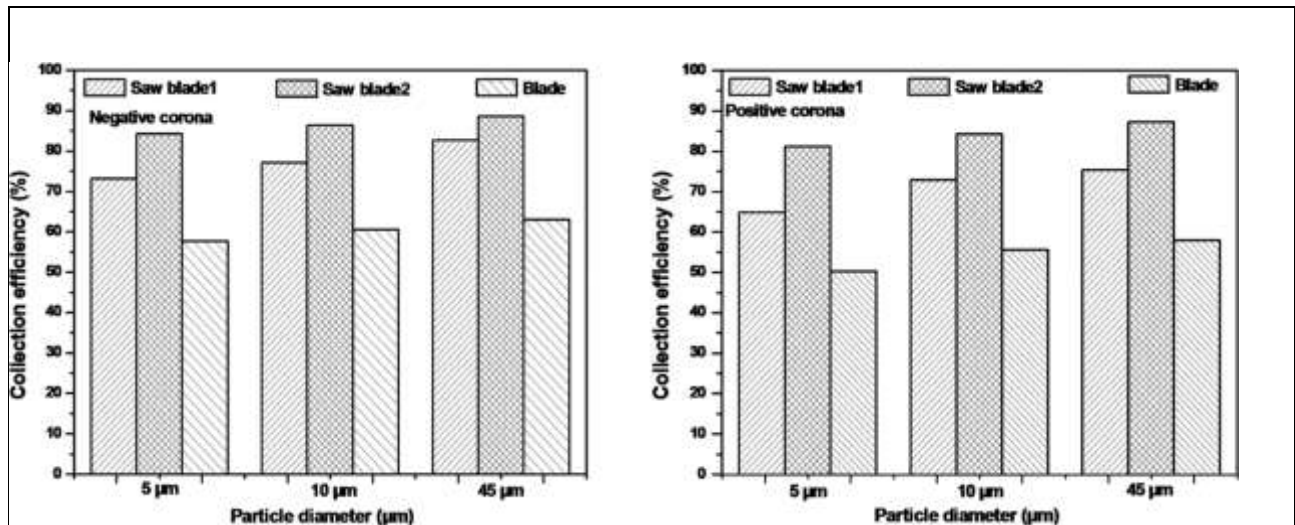 100
90
80
70
60
50
40
30
20
10
0
Collection efficiency (%)
Saw blade1
Saw blade2
Blade
Negative corona
5 µm
10 µm
45 µm
Particle diameter (µm)
100
90
80
70
60
50
40
30
20
10
0
Collection efficiency (%)
Saw blade1
Saw blade2
Blade
Positive corona
5 µm
10 µm
45 µm
Particle diameter (µm)